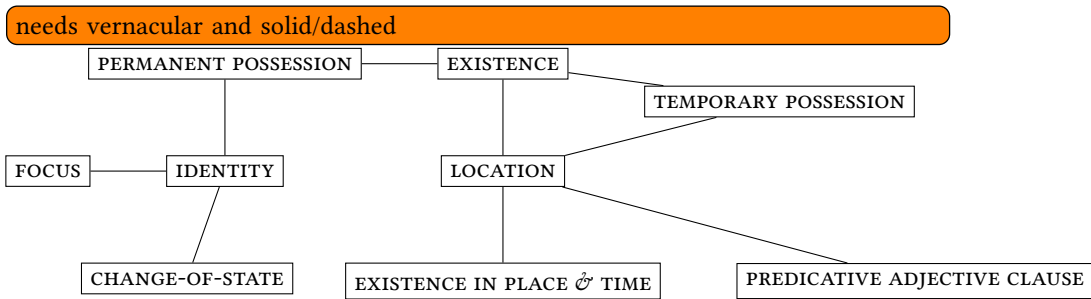 needs vernacular and solid/dashed
PERMANENT POSSESSION
EXISTENCE
TEMPORARY POSSESSION
FOCUS
IDENTITY
LOCATION
CHANGE-OF-STATE
EXISTENCE IN PLACE & TIME
PREDICATIVE ADJECTIVE CLAUSE